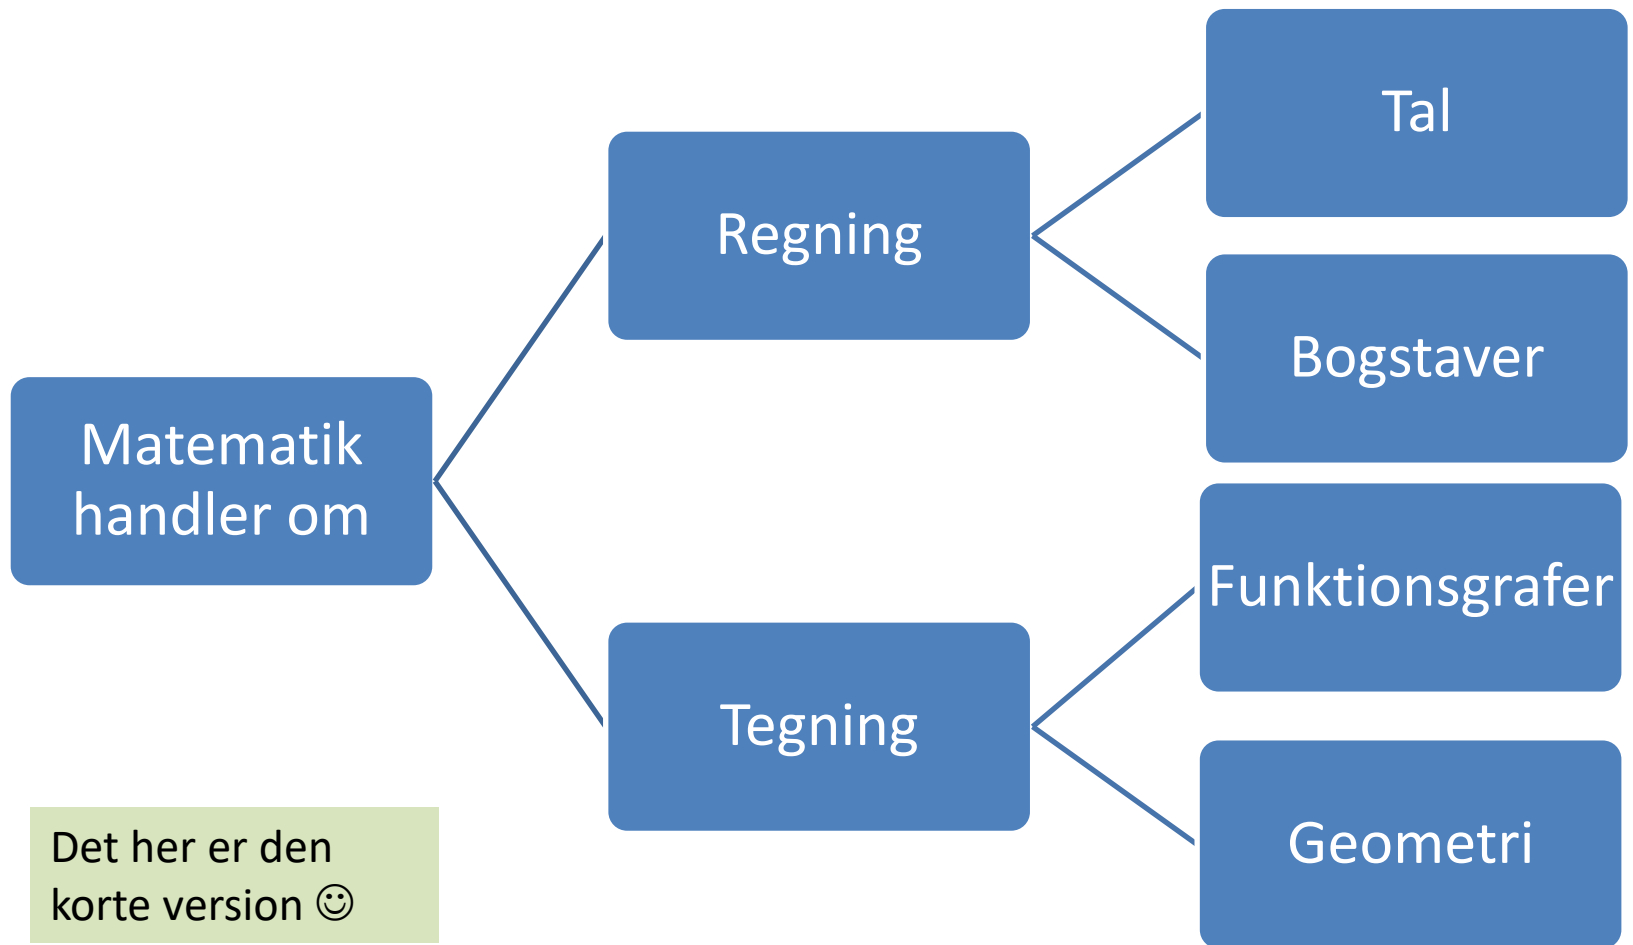 Matematik
handler om
Regning
Tal
Bogstaver
Tegning
Funktionsgrafer
Geometri
Det her er den
korte version ☺